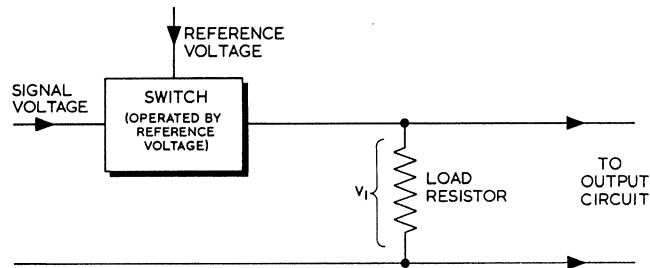 REFERENCE
VOLTAGE
SIGNAL
VOLTAGE
SWITCH
(OPERATED BY
REFERENCE
VOLTAGE)
V1
LOAD
RESISTOR
TO
OUTPUT
CIRCUIT